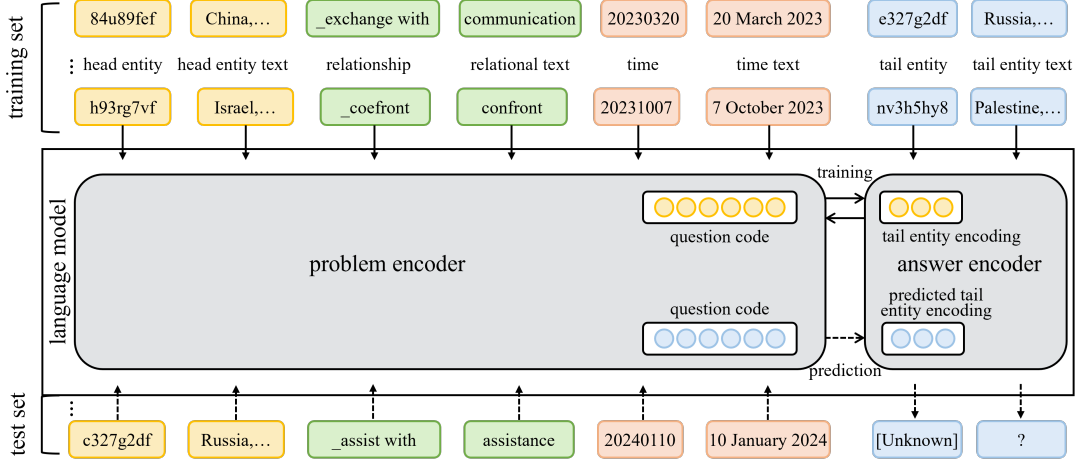 training set
84u89fef China,… _exchange with communication 20230320 20 March 2023 e327g2df Russia,…
⋮ head entity head entity text relationship relational text time time text tail entity tail entity text
h93rg7vf Israel,… _coefront confront 20231007 7 October 2023 nv3h5hy8 Palestine,…
language model
training
question code
tail entity encoding
problem encoder
answer encoder
question code
predicted tail
entity encoding
prediction
test set
⋮
c327g2df Russia,… _assist with assistance 20240110 10 January 2024 [Unknown] ?